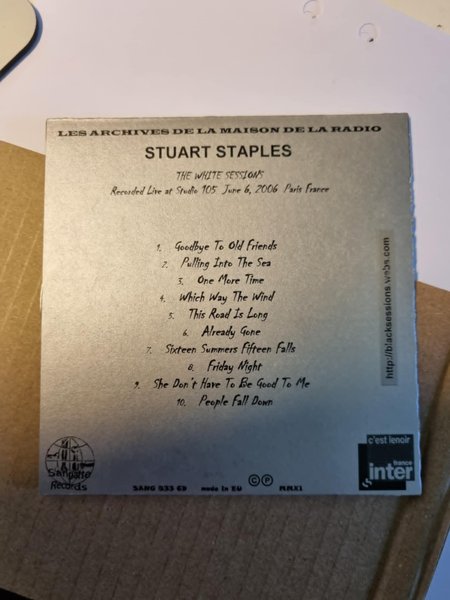 LES ARCHIVES DE LA MAISON DE LA RADIO
STUART STAPLES
THE WHITE SESSIONS
Recorded Live at Studio 105 June 6, 2006 Paris France
1. Goodbye To Old Friends
2. Pulling Into The Sea
3. One More Time
4. Which Way The Wind
5. This Road Is Long
6. Already Gone
7. Sixteen Summers Fifteen Falls
8. Friday Night
9. She Don't Have To Be Good To Me
10. People Fall Down
http://blacksessions.webs.com
Sangatte
Records
SANG 033 CD made in EU © ℗ MMXI
c'est lenoir
france
inter